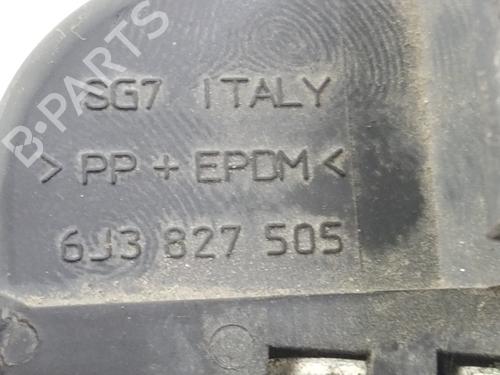 B-PARTS
SG7 ITALY
> PP + EPDM <
6J3 827 505